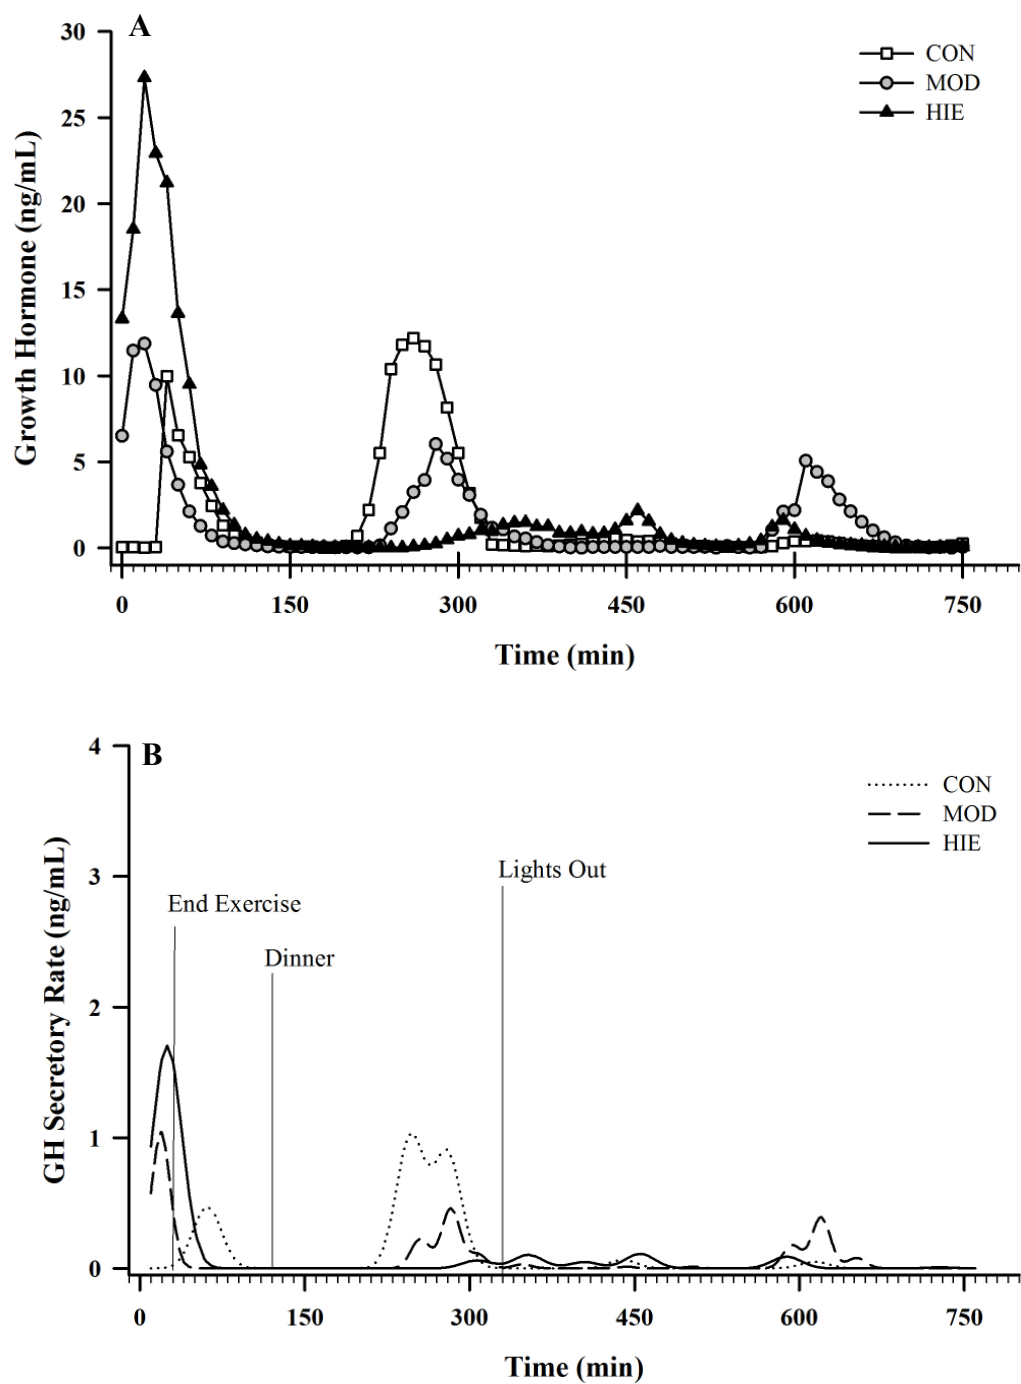 A
30
25
20
15
10
5
0
Growth Hormone (ng/mL)
CON
MOD
HIE
0 150 300 450 600 750
Time (min)
B
4
3
2
1
0
GH Secretory Rate (ng/mL)
CON
MOD
HIE
Lights Out
End Exercise
Dinner
0 150 300 450 600 750
Time (min)